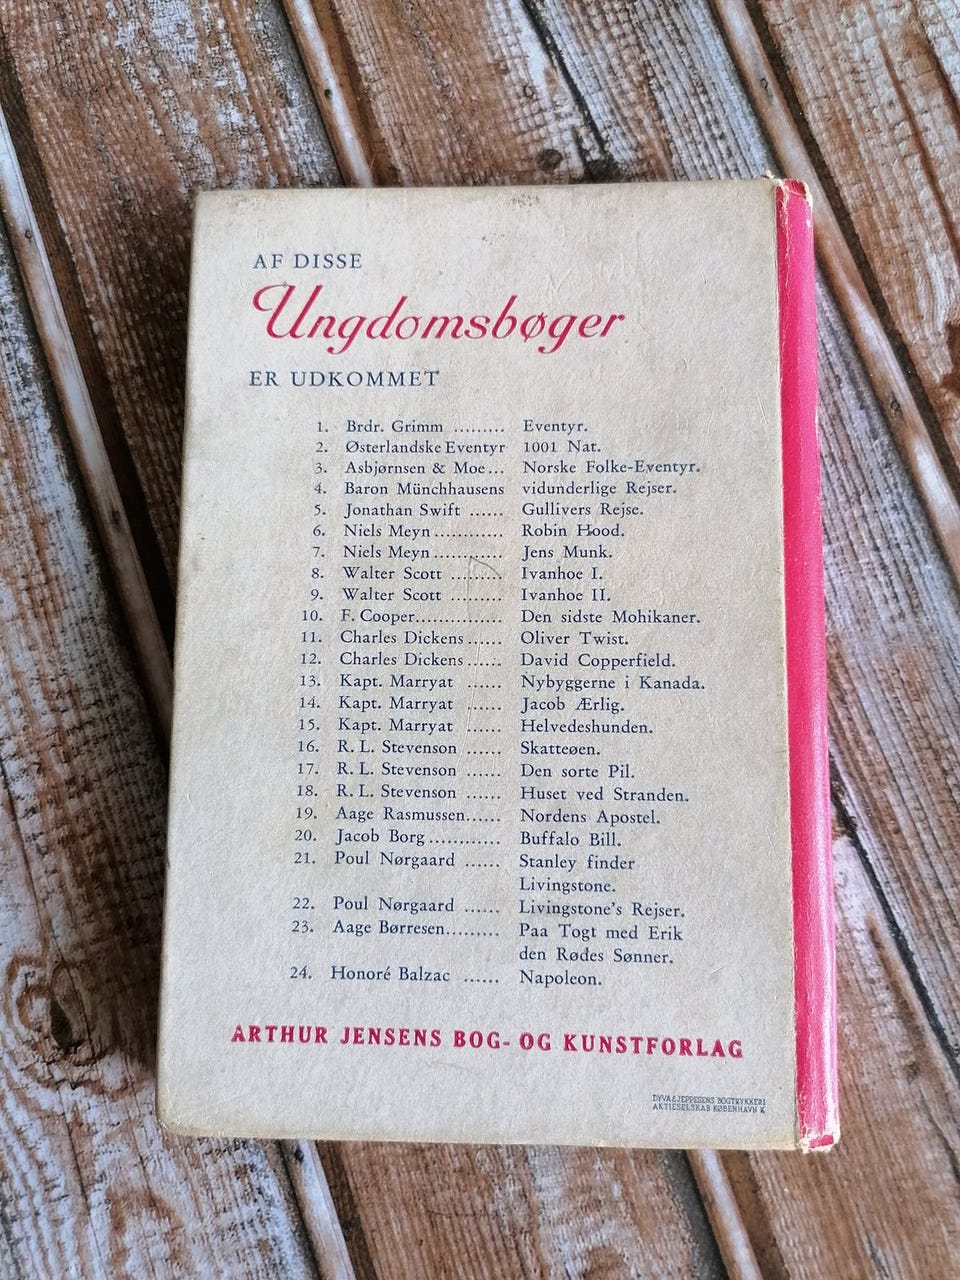 AF DISSE
Ungdomsbøger
ER UDKOMMET
1. Brdr. Grimm ......... Eventyr.
2. Østerlandske Eventyr 1001 Nat.
3. Asbjørnsen & Moe... Norske Folke-Eventyr.
4. Baron Münchhausens vidunderlige Rejser.
5. Jonathan Swift ...... Gullivers Rejse.
6. Niels Meyn............ Robin Hood.
7. Niels Meyn............ Jens Munk.
8. Walter Scott ......... Ivanhoe I.
9. Walter Scott ......... Ivanhoe II.
10. F. Cooper............... Den sidste Mohikaner.
11. Charles Dickens...... Oliver Twist.
12. Charles Dickens...... David Copperfield.
13. Kapt. Marryat ...... Nybyggerne i Kanada.
14. Kapt. Marryat ...... Jacob Ærlig.
15. Kapt. Marryat ...... Helvedeshunden.
16. R. L. Stevenson ...... Skatteøen.
17. R. L. Stevenson ...... Den sorte Pil.
18. R. L. Stevenson ...... Huset ved Stranden.
19. Aage Rasmussen...... Nordens Apostel.
20. Jacob Borg............ Buffalo Bill.
21. Poul Nørgaard ...... Stanley finder
Livingstone.
22. Poul Nørgaard ...... Livingstone's Rejser.
23. Aage Børresen......... Paa Togt med Erik
den Rødes Sønner.
24. Honoré Balzac ...... Napoleon.
ARTHUR JENSENS BOG- OG KUNSTFORLAG
DYVA & JEPPESENS BOGTRYKKERI
AKTIESELSKAB KØBENHAVN K